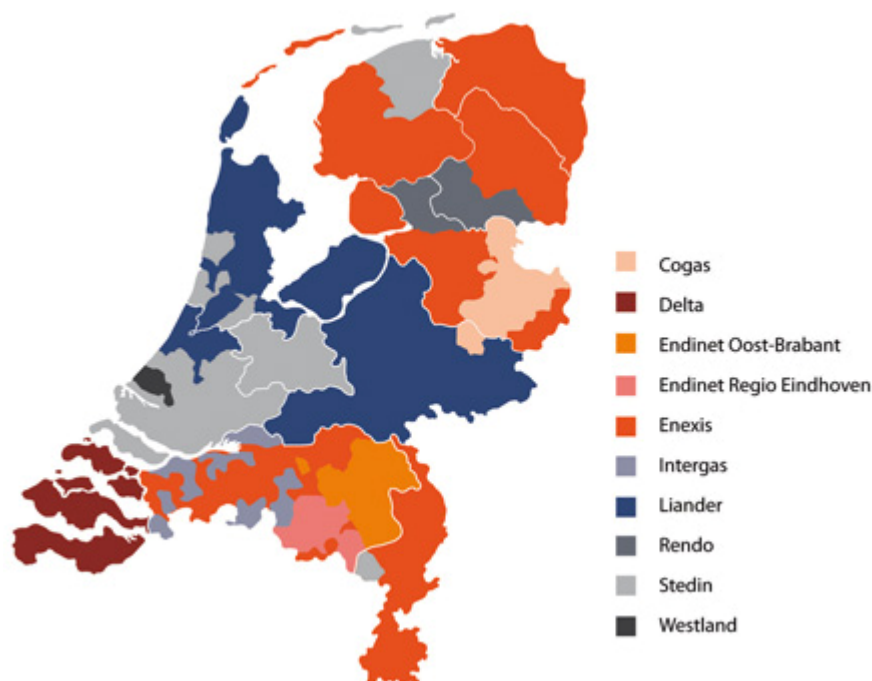 Cogas
Delta
Endinet Oost-Brabant
Endinet Regio Eindhoven
Enexis
Intergas
Liander
Rendo
Stedin
Westland